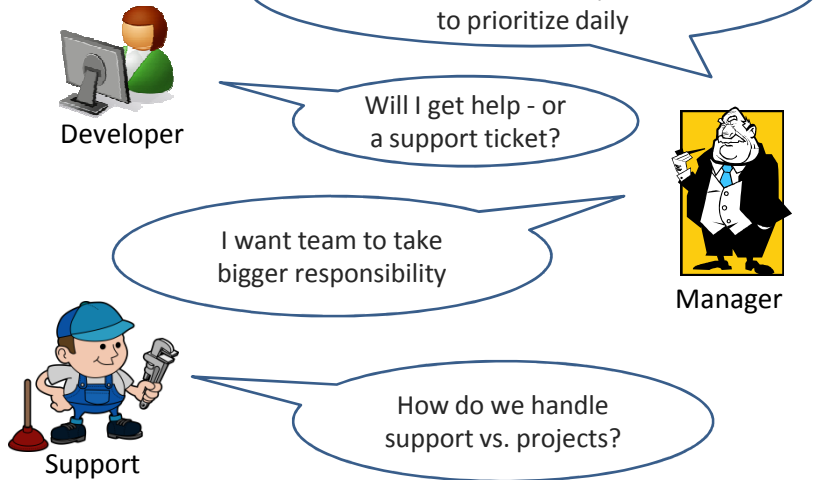 to prioritize daily
Will I get help - or
a support ticket?
Developer
I want team to take
bigger responsibility
Manager
How do we handle
support vs. projects?
Support